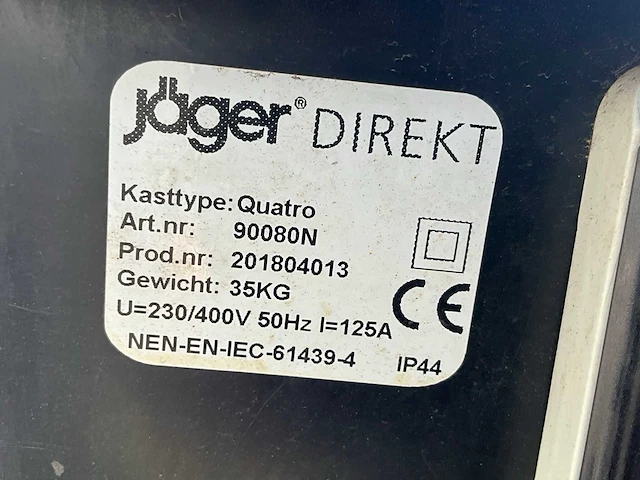 jäger® DIREKT
Kasttype: Quatro
Art.nr: 90080N
Prod.nr: 201804013
Gewicht: 35KG
U=230/400V 50Hz I=125A
CE
NEN-EN-IEC-61439-4 IP44